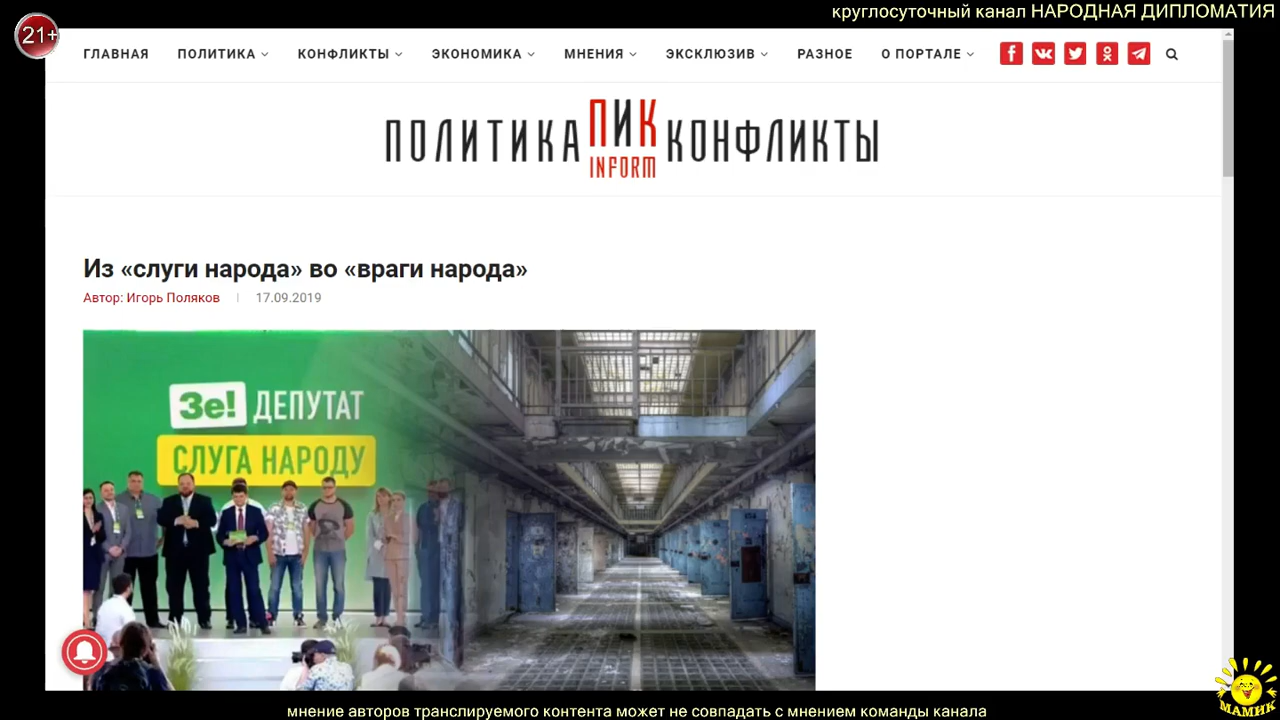 круглосуточный канал НАРОДНАЯ ДИПЛОМАТИЯ
21+
ГЛАВНАЯ ПОЛИТИКА КОНФЛИКТЫ ЭКОНОМИКА МНЕНИЯ ЭКСКЛЮЗИВ РАЗНОЕ О ПОРТАЛЕ
ПОЛИТИКА ПИК КОНФЛИКТЫ
INFORM
Из «слуги народа» во «враги народа»
Автор: Игорь Поляков 17.09.2019
Зе! ДЕПУТАТ
СЛУГА НАРОДУ
МАМИК
мнение авторов транслируемого контента может не совпадать с мнением команды канала